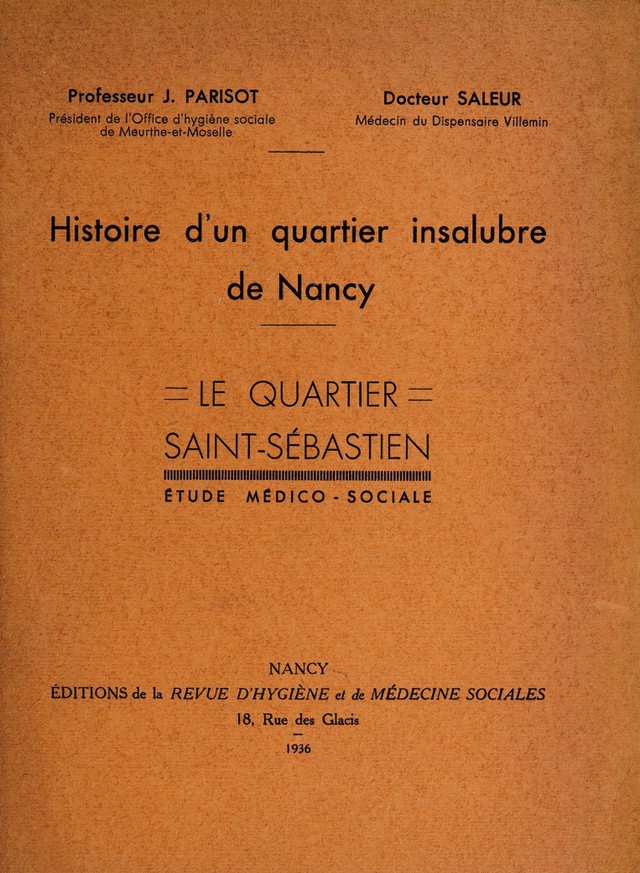 Professeur J. PARISOT
Président de l'Office d'hygiène sociale
de Meurthe-et-Moselle
Docteur SALEUR
Médecin du Dispensaire Villemin
Histoire d'un quartier insalubre
de Nancy
= LE QUARTIER =
SAINT-SÉBASTIEN
ÉTUDE MÉDICO - SOCIALE
NANCY
ÉDITIONS de la REVUE D'HYGIÈNE et de MÉDECINE SOCIALES
18, Rue des Glacis
1936